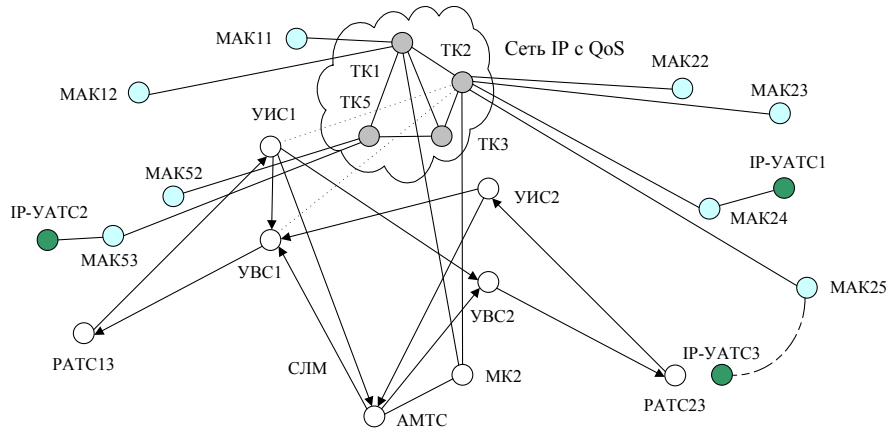 МАК11
ТК2
Сеть IP с QoS
ТК1
МАК22
МАК12
МАК23
ТК5
УИС1
ТК3
МАК52
IP-УАТС1
IP-УАТС2
УИС2
МАК24
МАК53
УВС1
МАК25
УВС2
РАТС13
СЛМ
IP-УАТС3
МК2
РАТС23
АМТС